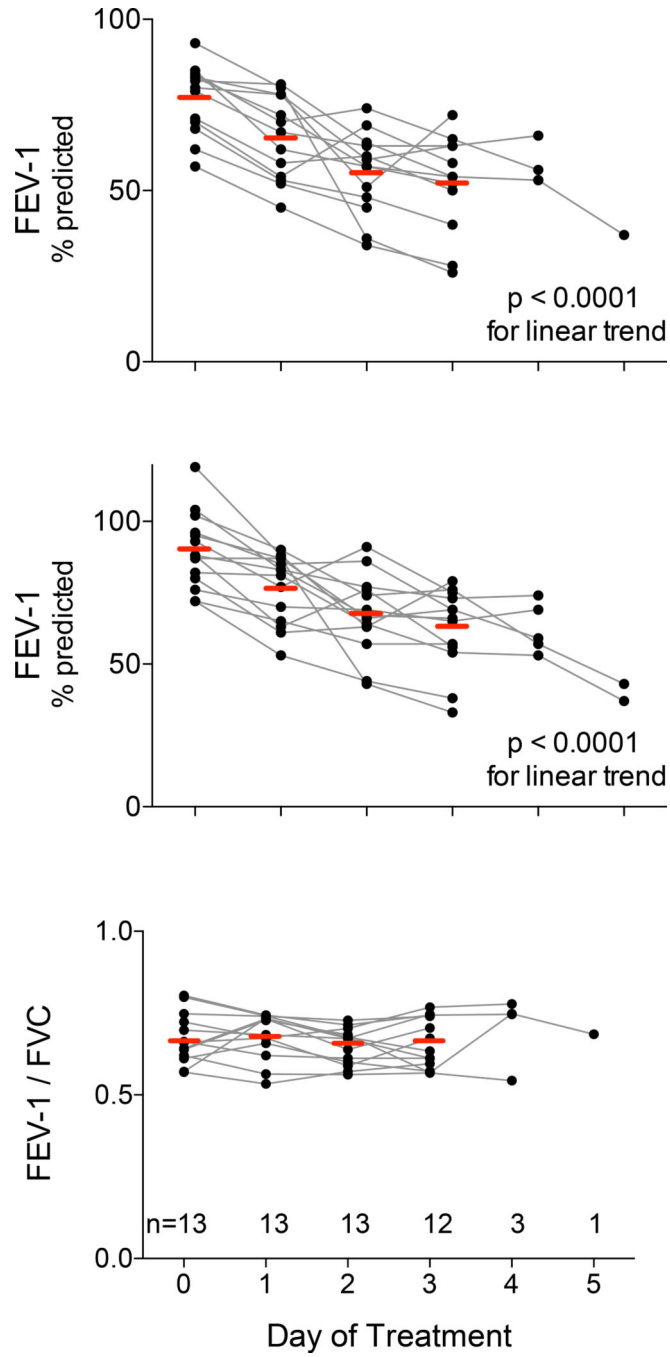 100
50
0
FEV-1
% predicted
p < 0.0001
for linear trend
100
50
0
FEV-1
% predicted
p < 0.0001
for linear trend
1.0
0.5
0.0
FEV-1 / FVC
n=13 13 13 12 3 1
0 1 2 3 4 5
Day of Treatment